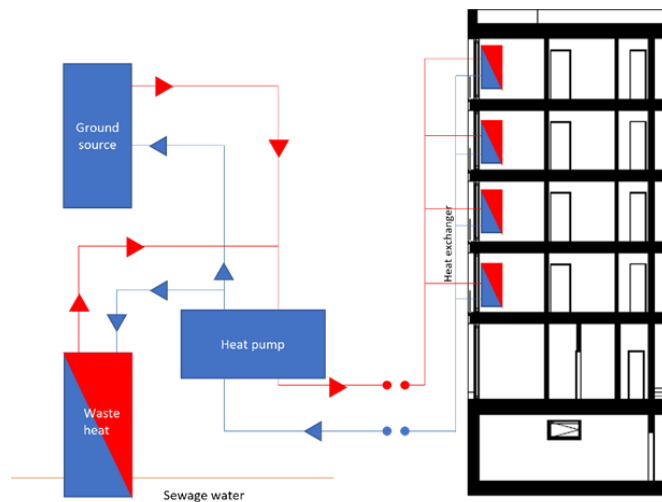 Ground
source
Heat exchanger
Heat pump
Waste
heat
Sewage water